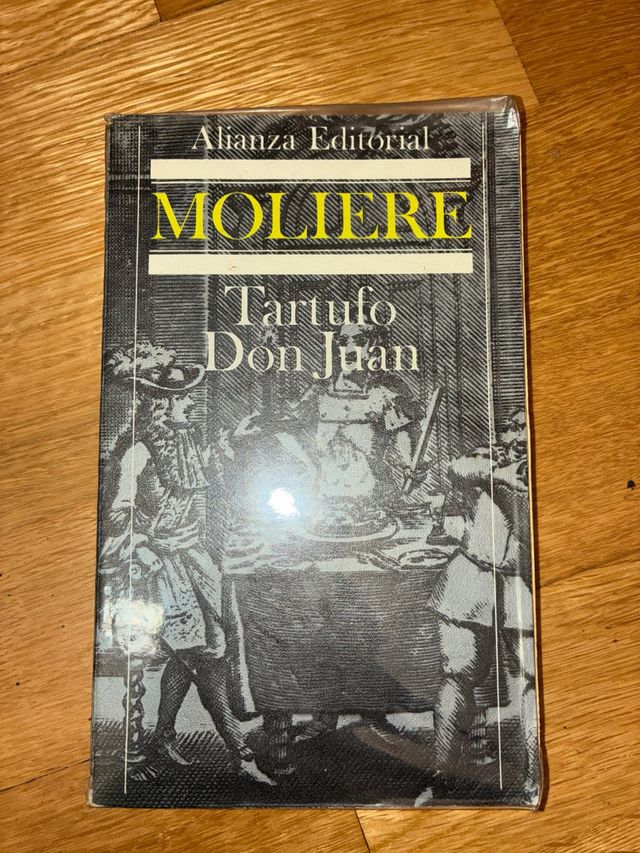 Alianza Editorial
MOLIERE
Tartufo
Don Juan